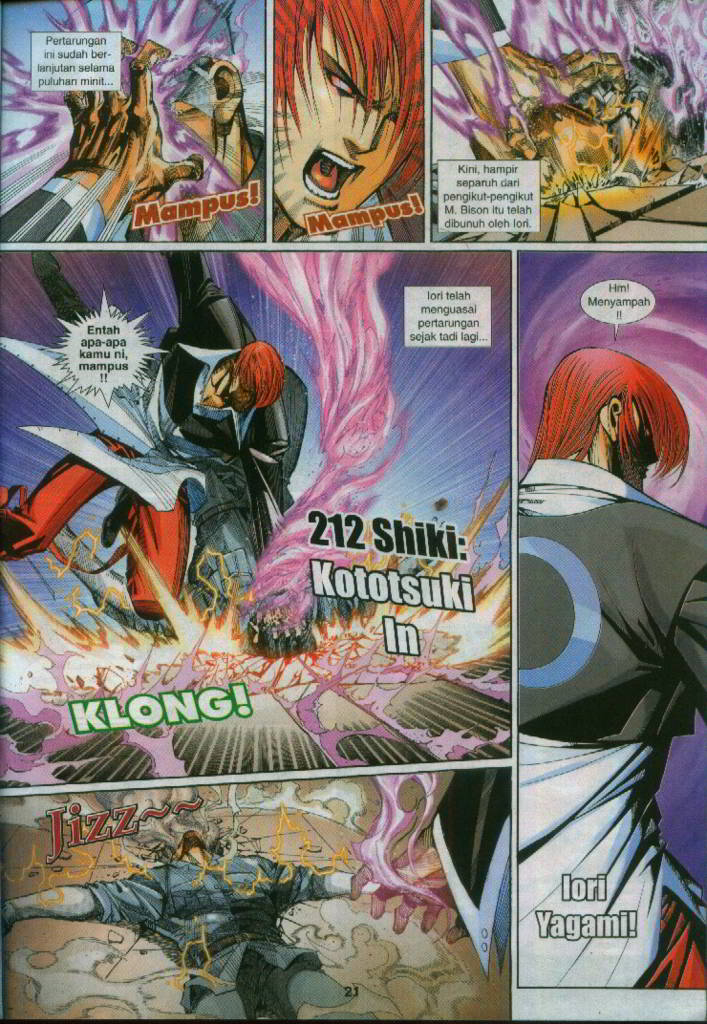 Pertarungan
ini sudah ber-
lanjutan selama
puluhan minit...
Mampus!
Mampus!
Kini, hampir
separuh dari
pengikut-pengikut
M. Bison itu telah
dibunuh oleh Iori.
Entah
apa-apa
kamu ni,
mampus
!!
Iori telah
menguasai
pertarungan
sejak tadi lagi...
212 Shiki:
Kototsuki
In
KLONG!
Hm!
Menyampah
!!
Iori
Yagami!
Jizz~~
21